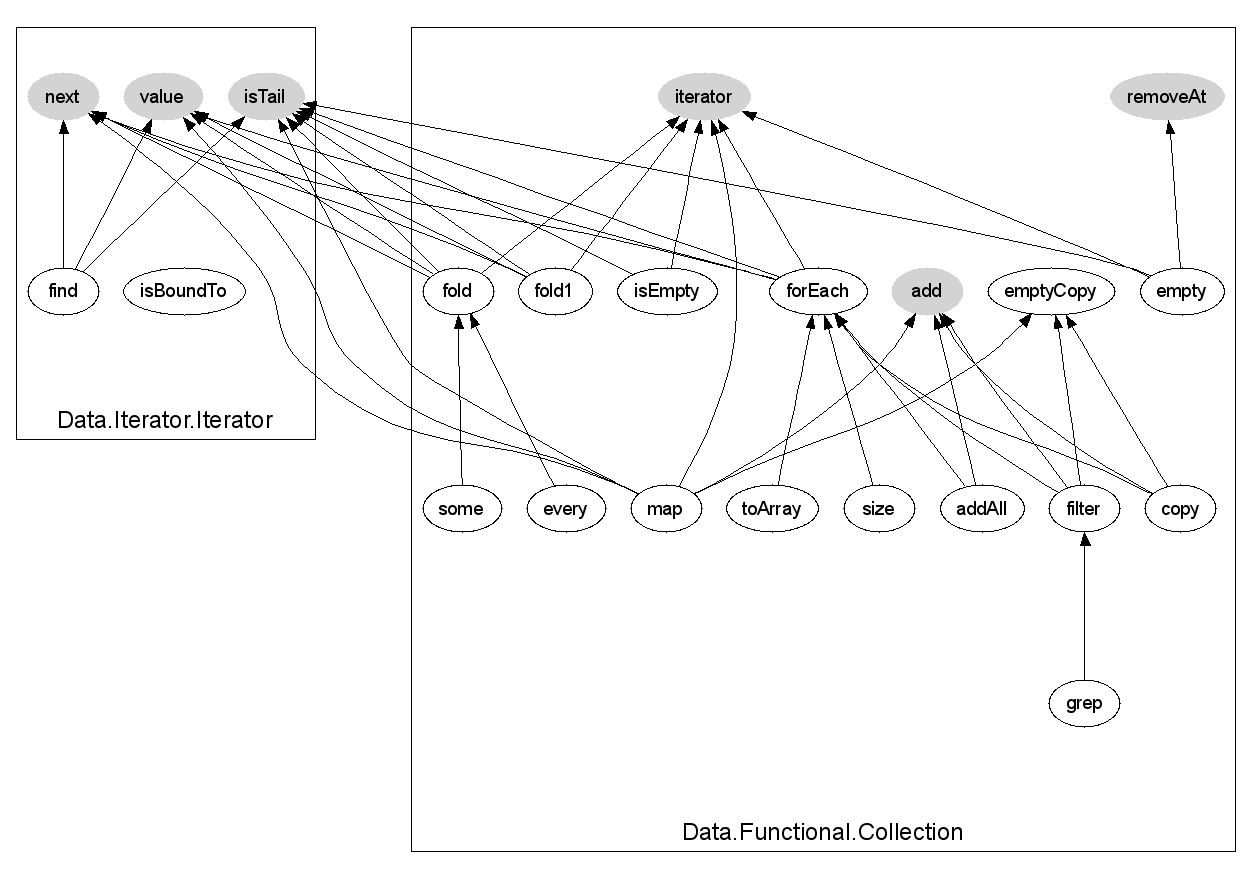 next
value
isTail
iterator
removeAt
find
isBoundTo
fold
fold1
isEmpty
forEach
add
emptyCopy
empty
Data.Iterator.Iterator
some
every
map
toArray
size
addAll
filter
copy
grep
Data.Functional.Collection